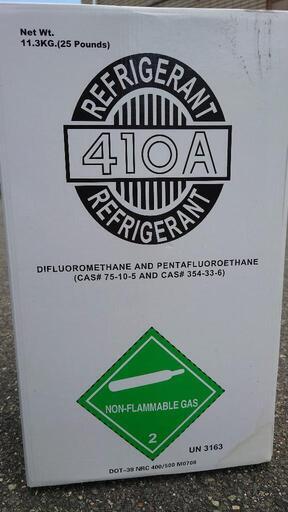 Net Wt.
11.3KG.(25 Pounds)
REFRIGERANT
410A
REFRIGERANT
DIFLUOROMETHANE AND PENTAFLUOROETHANE
(CAS# 75-10-5 AND CAS# 354-33-6)
NON-FLAMMABLE GAS
2
UN 3163
DOT-39 NRC 400/500 M0708